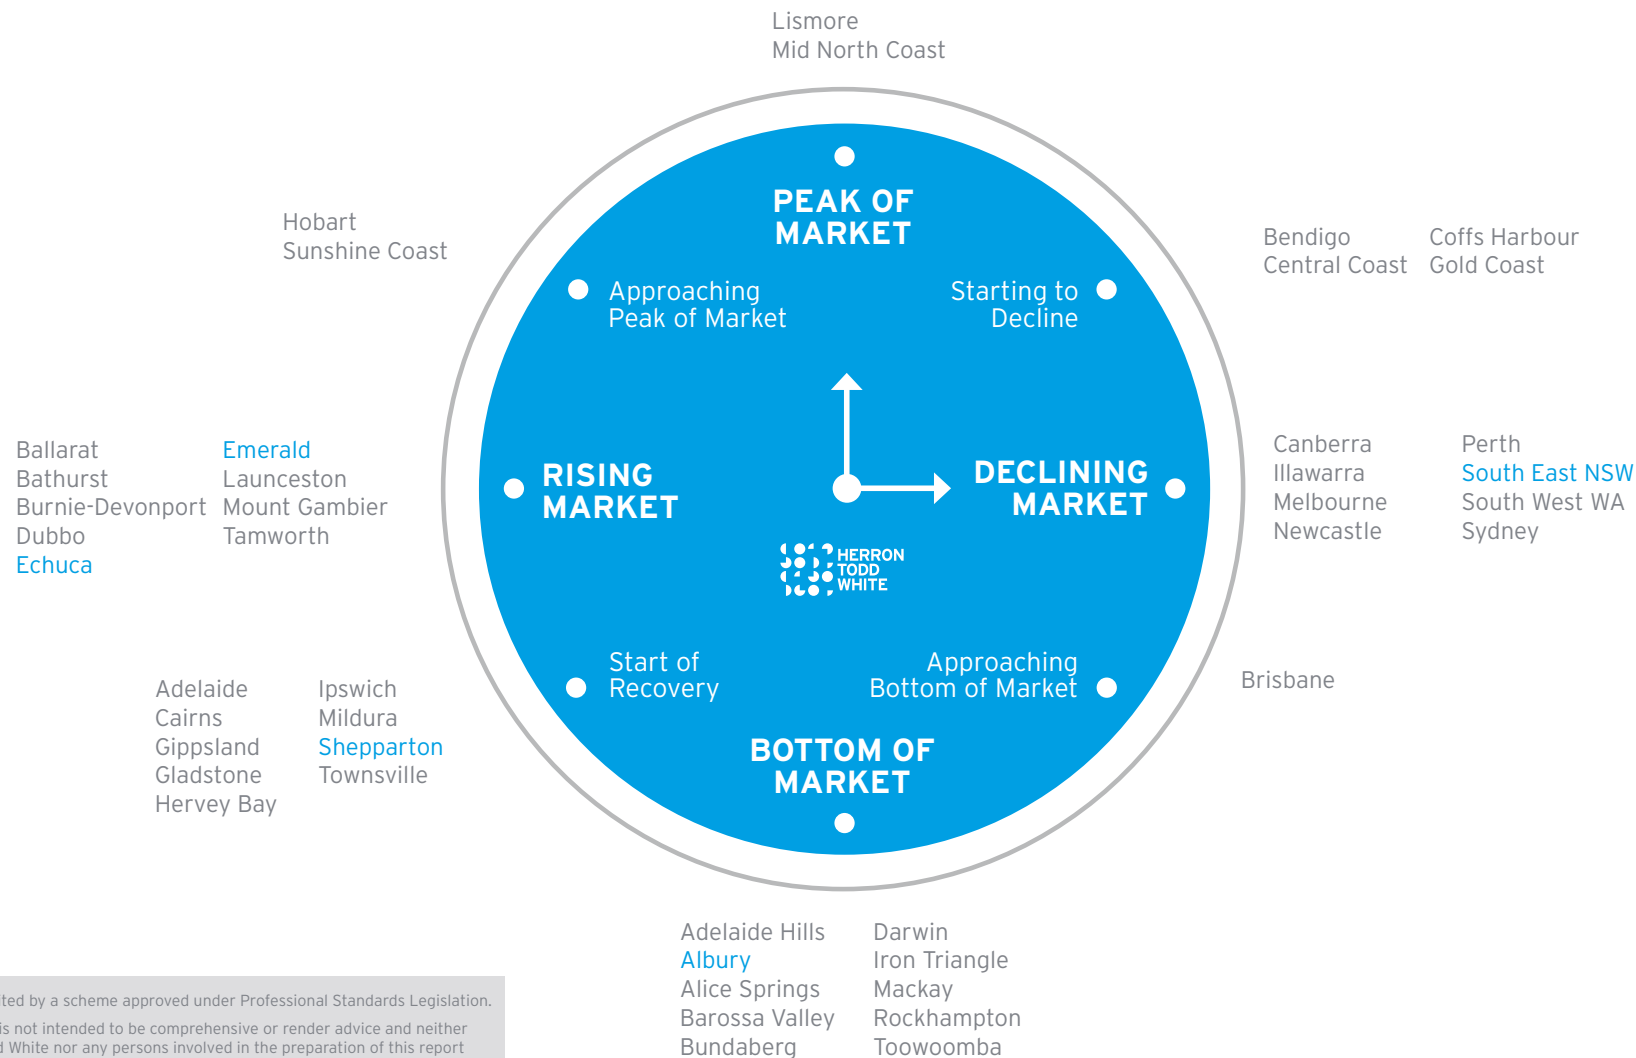 Lismore
Mid North Coast
PEAK OF
MARKET
Hobart
Sunshine Coast
Approaching
Peak of Market
Starting to
Decline
Bendigo
Central Coast
Coffs Harbour
Gold Coast
Ballarat
Bathurst
Burnie-Devonport
Dubbo
Echuca
Emerald
Launceston
Mount Gambier
Tamworth
RISING
MARKET
DECLINING
MARKET
Canberra
Illawarra
Melbourne
Newcastle
Perth
South East NSW
South West WA
Sydney
HERRON
TODD
WHITE
Adelaide
Cairns
Gippsland
Gladstone
Hervey Bay
Ipswich
Mildura
Shepparton
Townsville
Start of
Recovery
Approaching
Bottom of Market
Brisbane
BOTTOM OF
MARKET
Adelaide Hills
Albury
Alice Springs
Barossa Valley
Bundaberg
Darwin
Iron Triangle
Mackay
Rockhampton
Toowoomba
by a scheme approved under Professional Standards Legislation.
is not intended to be comprehensive or render advice and neither
White nor any persons involved in the preparation of this report